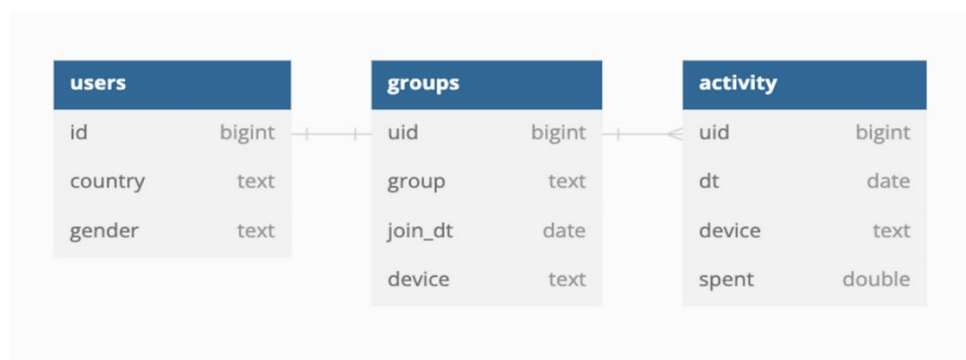 users
id bigint
country text
gender text
groups
uid bigint
group text
join_dt date
device text
activity
uid bigint
dt date
device text
spent double